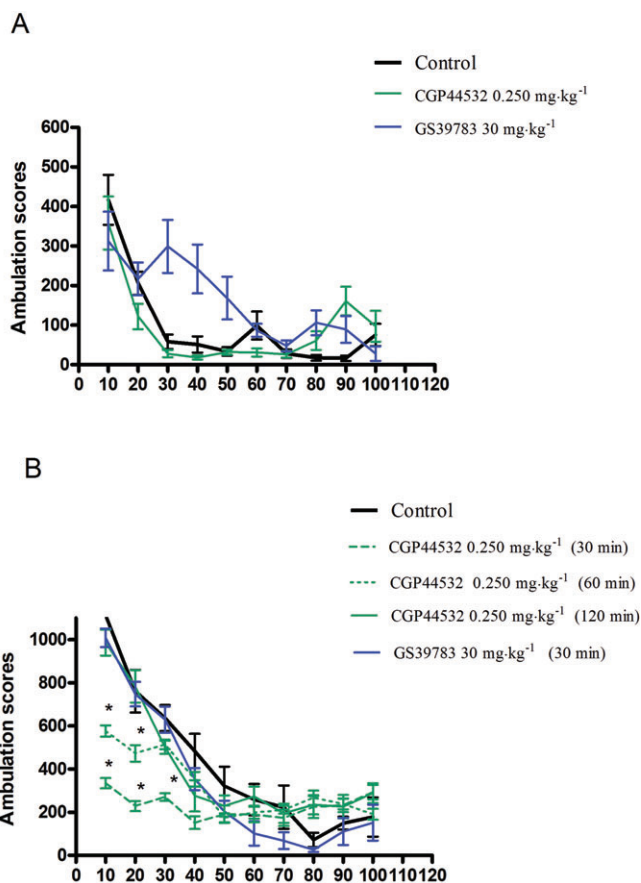 A
Control
CGP44532 0.250 mg·kg⁻¹
GS39783 30 mg·kg⁻¹
600
500
400
300
200
100
0
Ambulation scores
0 10 20 30 40 50 60 70 80 90 100 110 120
B
Control
CGP44532 0.250 mg·kg⁻¹ (30 min)
CGP44532 0.250 mg·kg⁻¹ (60 min)
CGP44532 0.250 mg·kg⁻¹ (120 min)
GS39783 30 mg·kg⁻¹ (30 min)
1000
800
600
400
200
0
Ambulation scores
* *
* * *
0 10 20 30 40 50 60 70 80 90 100 110 120